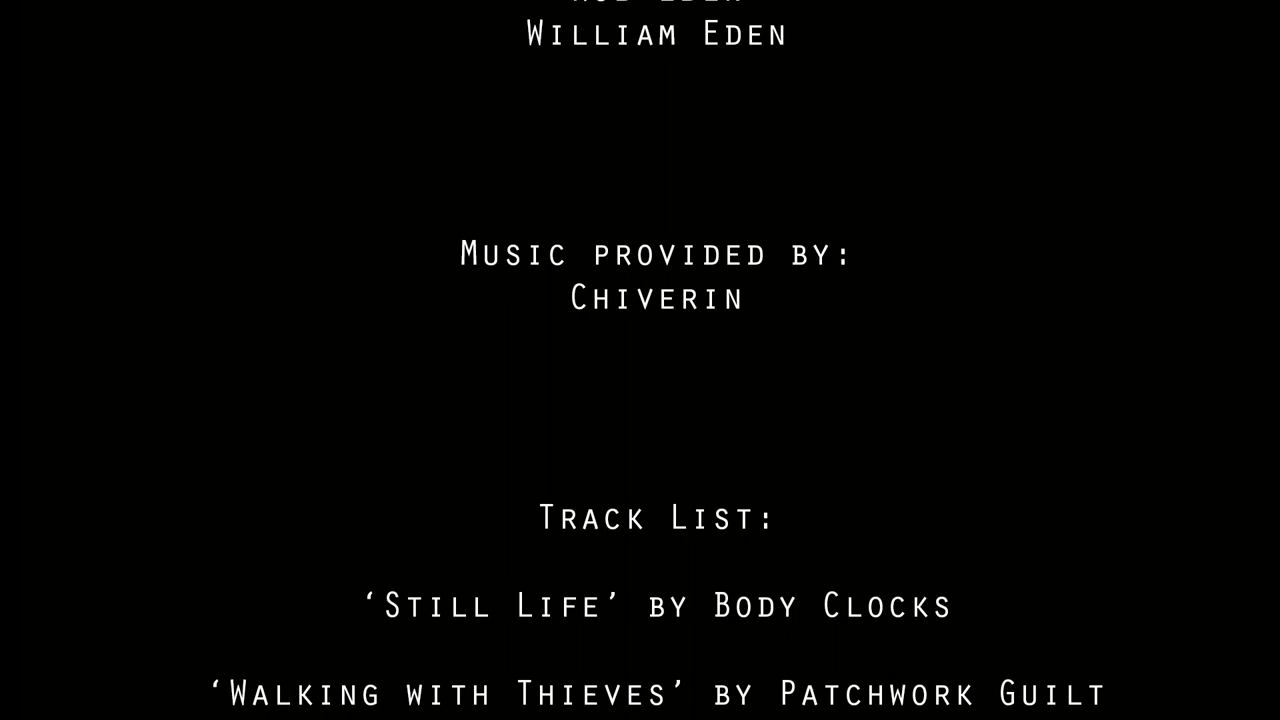 William Eden
Music provided by:
Chiverin
Track List:
‘Still Life’ by Body Clocks
‘Walking with Thieves’ by Patchwork Guilt